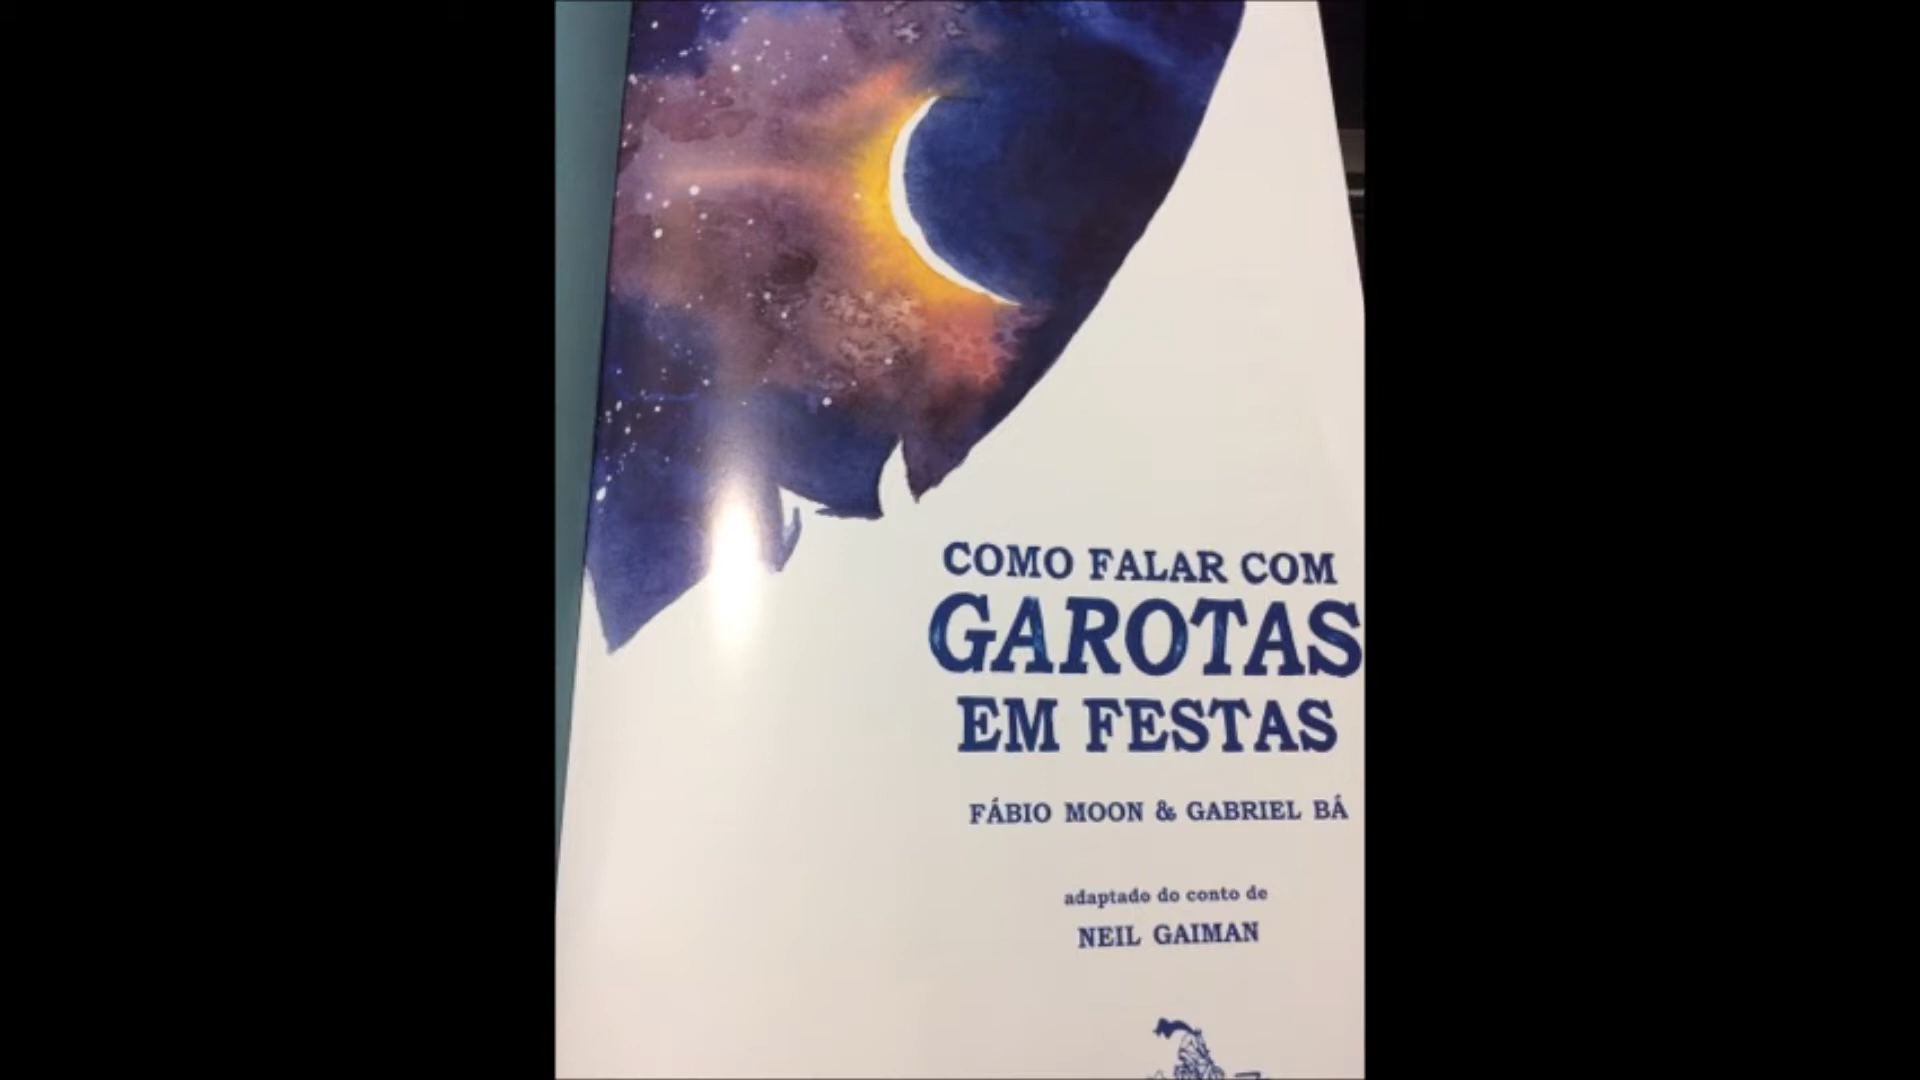 COMO FALAR COM
GAROTAS
EM FESTAS
FÁBIO MOON & GABRIEL BÁ
adaptado do conto de
NEIL GAIMAN